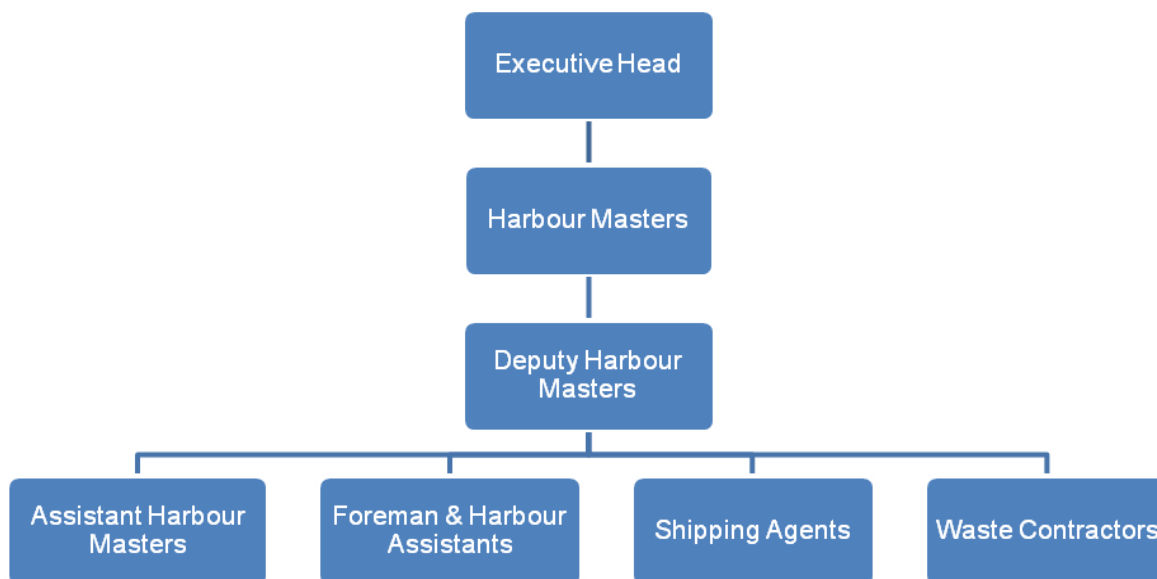 Executive Head
Harbour Masters
Deputy Harbour
Masters
Assistant Harbour
Masters
Foreman & Harbour
Assistants
Shipping Agents
Waste Contractors